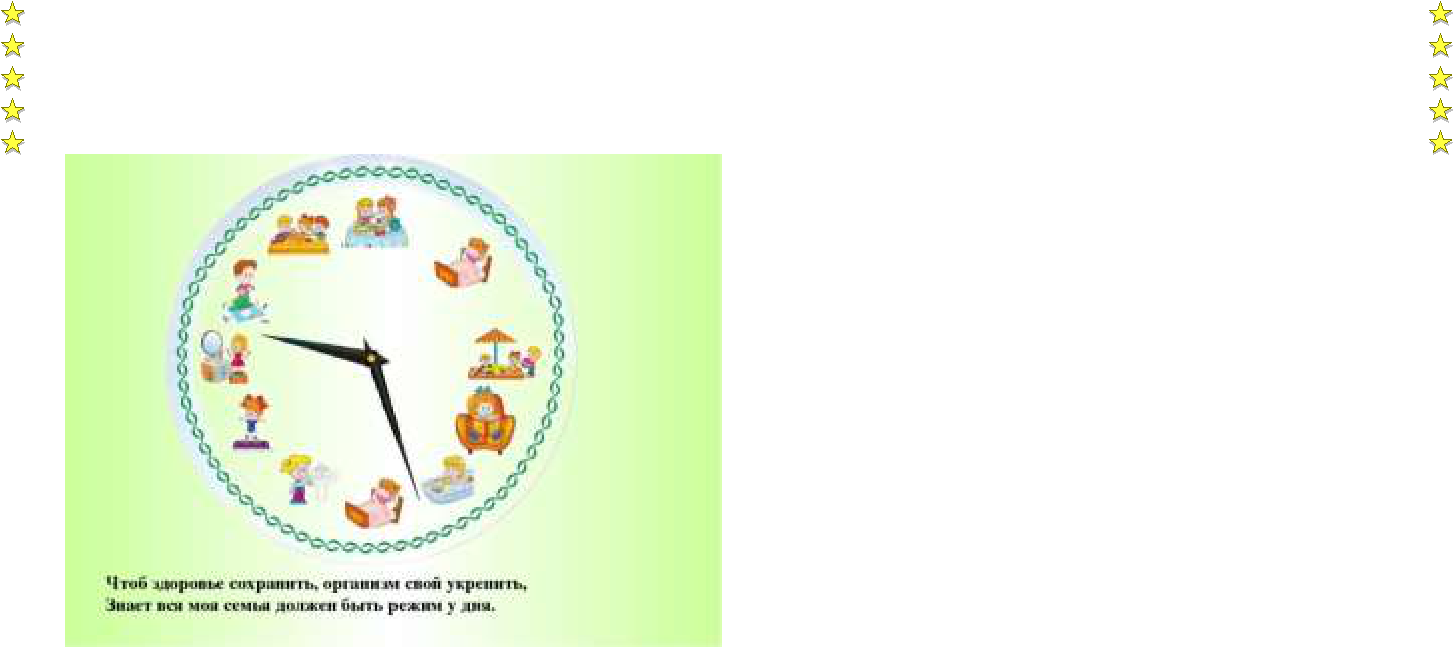 Чтоб здоровье сохранить, организм свой укрепить,
Знает вся моя семья должен быть режим у дня.